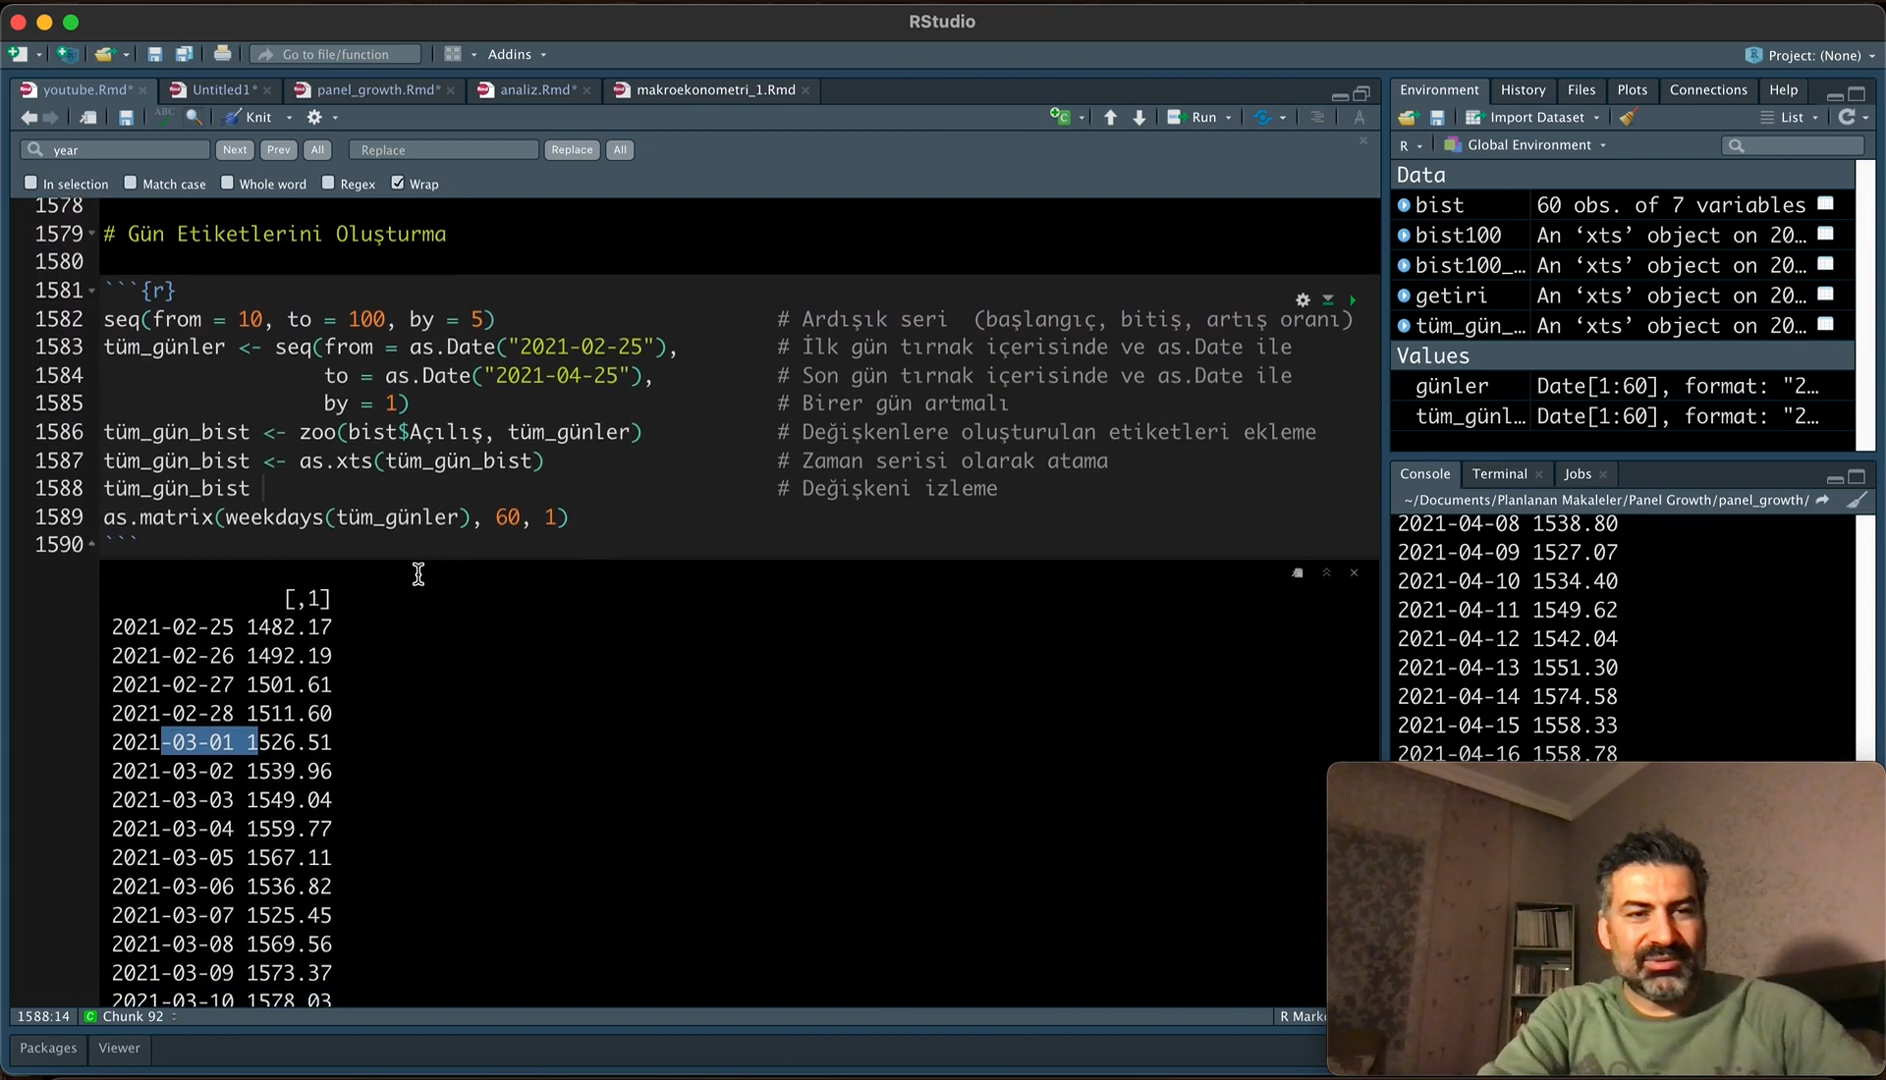 RStudio
Go to file/function
Addins
Project: (None)
youtube.Rmd*
Untitled1*
panel_growth.Rmd*
analiz.Rmd*
makroekonometri_1.Rmd
Knit
Run
year
Next
Prev
All
Replace
Replace
All
In selection
Match case
Whole word
Regex
Wrap
1578
1579 # Gün Etiketlerini Oluşturma
1580
1581 ```{r}
1582 seq(from = 10, to = 100, by = 5) # Ardışık seri (başlangıç, bitiş, artış oranı)
1583 tüm_günler <- seq(from = as.Date("2021-02-25"), # İlk gün tırnak içerisinde ve as.Date ile
1584 to = as.Date("2021-04-25"), # Son gün tırnak içerisinde ve as.Date ile
1585 by = 1) # Birer gün artmalı
1586 tüm_gün_bist <- zoo(bist$Açılış, tüm_günler) # Değişkenlere oluşturulan etiketleri ekleme
1587 tüm_gün_bist <- as.xts(tüm_gün_bist) # Zaman serisi olarak atama
1588 tüm_gün_bist # Değişkeni izleme
1589 as.matrix(weekdays(tüm_günler), 60, 1)
1590 ```
[,1]
2021-02-25 1482.17
2021-02-26 1492.19
2021-02-27 1501.61
2021-02-28 1511.60
2021-03-01 1526.51
2021-03-02 1539.96
2021-03-03 1549.04
2021-03-04 1559.77
2021-03-05 1567.11
2021-03-06 1536.82
2021-03-07 1525.45
2021-03-08 1569.56
2021-03-09 1573.37
2021-03-10 1578.03
1588:14
Chunk 92
R Mark
Packages
Viewer
Environment
History
Files
Plots
Connections
Help
Import Dataset
List
R
Global Environment
Data
bist 60 obs. of 7 variables
bist100 An ‘xts’ object on 20…
bist100_… An ‘xts’ object on 20…
getiri An ‘xts’ object on 20…
tüm_gün_… An ‘xts’ object on 20…
Values
günler Date[1:60], format: "2…
tüm_günl… Date[1:60], format: "2…
Console
Terminal
Jobs
~/Documents/Planlanan Makaleler/Panel Growth/panel_growth/
2021-04-08 1538.80
2021-04-09 1527.07
2021-04-10 1534.40
2021-04-11 1549.62
2021-04-12 1542.04
2021-04-13 1551.30
2021-04-14 1574.58
2021-04-15 1558.33
2021-04-16 1558.78